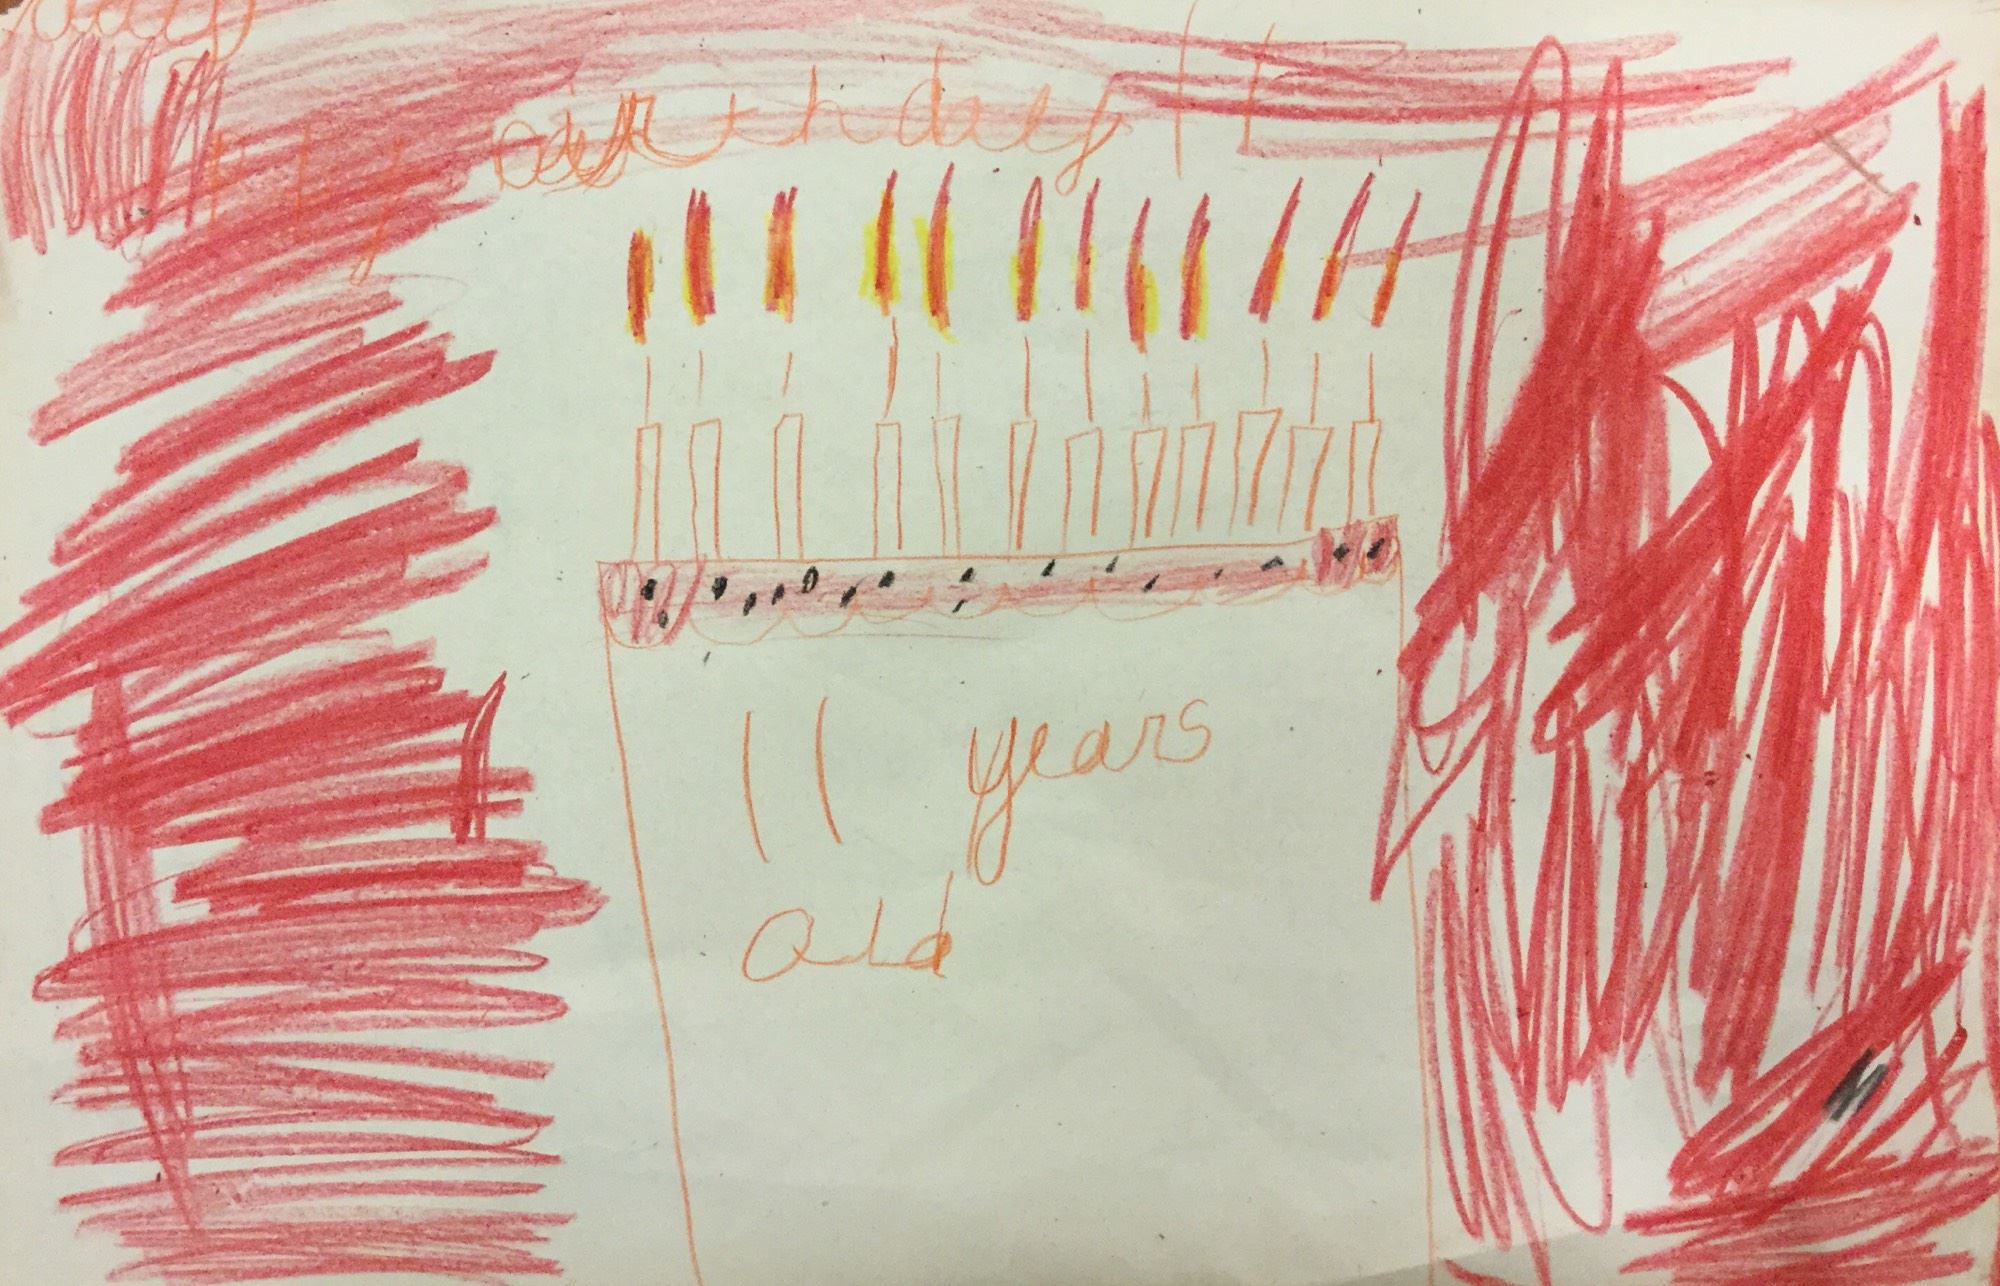 birthday!!
11 years
old